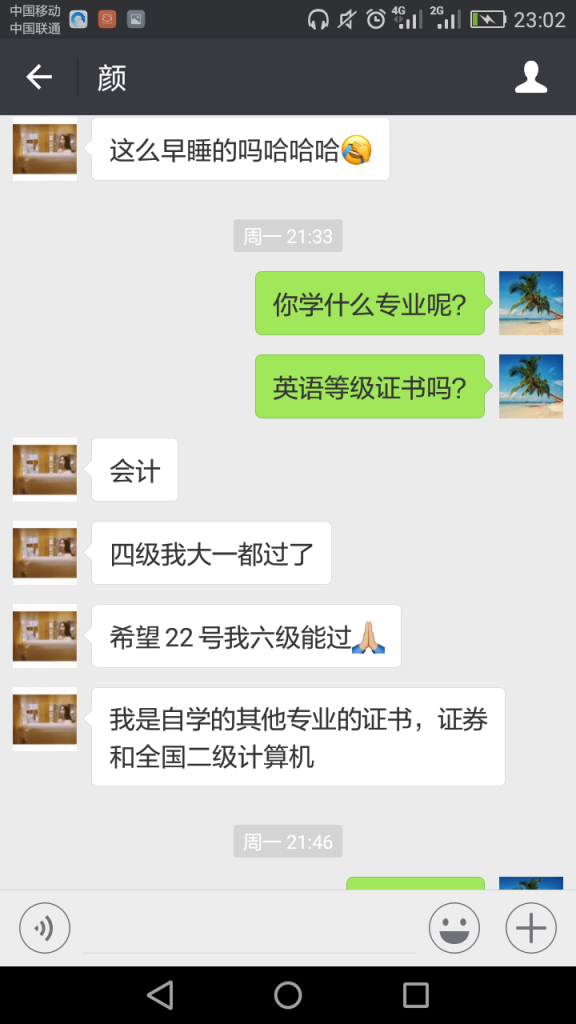 中国移动
中国联通
4G
2G
23:02
颜
这么早睡的吗哈哈哈😂
周一 21:33
你学什么专业呢?
英语等级证书吗?
会计
四级我大一都过了
希望 22 号我六级能过🙏
我是自学的其他专业的证书，证券
和全国二级计算机
周一 21:46